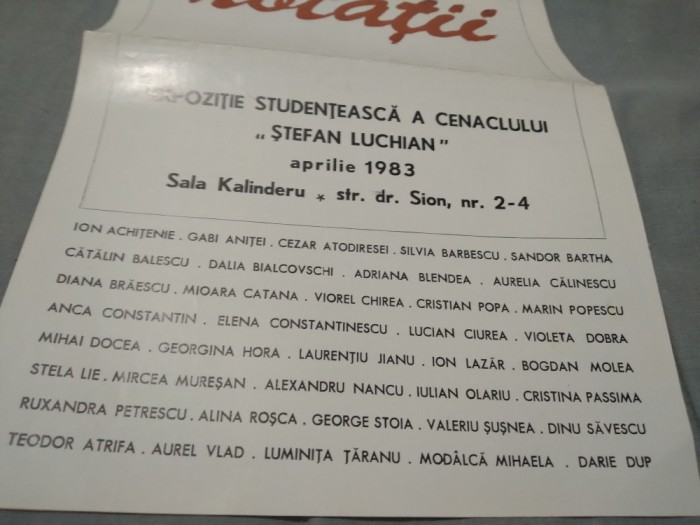 notații
EXPOZIȚIE STUDENȚEASCĂ A CENACLULUI
„ ȘTEFAN LUCHIAN ”
aprilie 1983
Sala Kalinderu * str. dr. Sion, nr. 2-4
ION ACHIȚENIE . GABI ANIȚEI . CEZAR ATODIRESEI . SILVIA BARBESCU . SANDOR BARTHA
CĂTĂLIN BALESCU . DALIA BIALCOVSCHI . ADRIANA BLENDEA . AURELIA CĂLINESCU
DIANA BRĂESCU . MIOARA CATANA . VIOREL CHIREA . CRISTIAN POPA . MARIN POPESCU
ANCA CONSTANTIN . ELENA CONSTANTINESCU . LUCIAN CIUREA . VIOLETA DOBRA
MIHAI DOCEA . GEORGINA HORA . LAURENȚIU JIANU . ION LAZĂR . BOGDAN MOLEA
STELA LIE . MIRCEA MUREȘAN . ALEXANDRU NANCU . IULIAN OLARIU . CRISTINA PASSIMA
RUXANDRA PETRESCU . ALINA ROȘCA . GEORGE STOIA . VALERIU ȘUȘNEA . DINU SĂVESCU
TEODOR ATRIFA . AUREL VLAD . LUMINIȚA ȚĂRANU . MODÂLCĂ MIHAELA . DARIE DUP